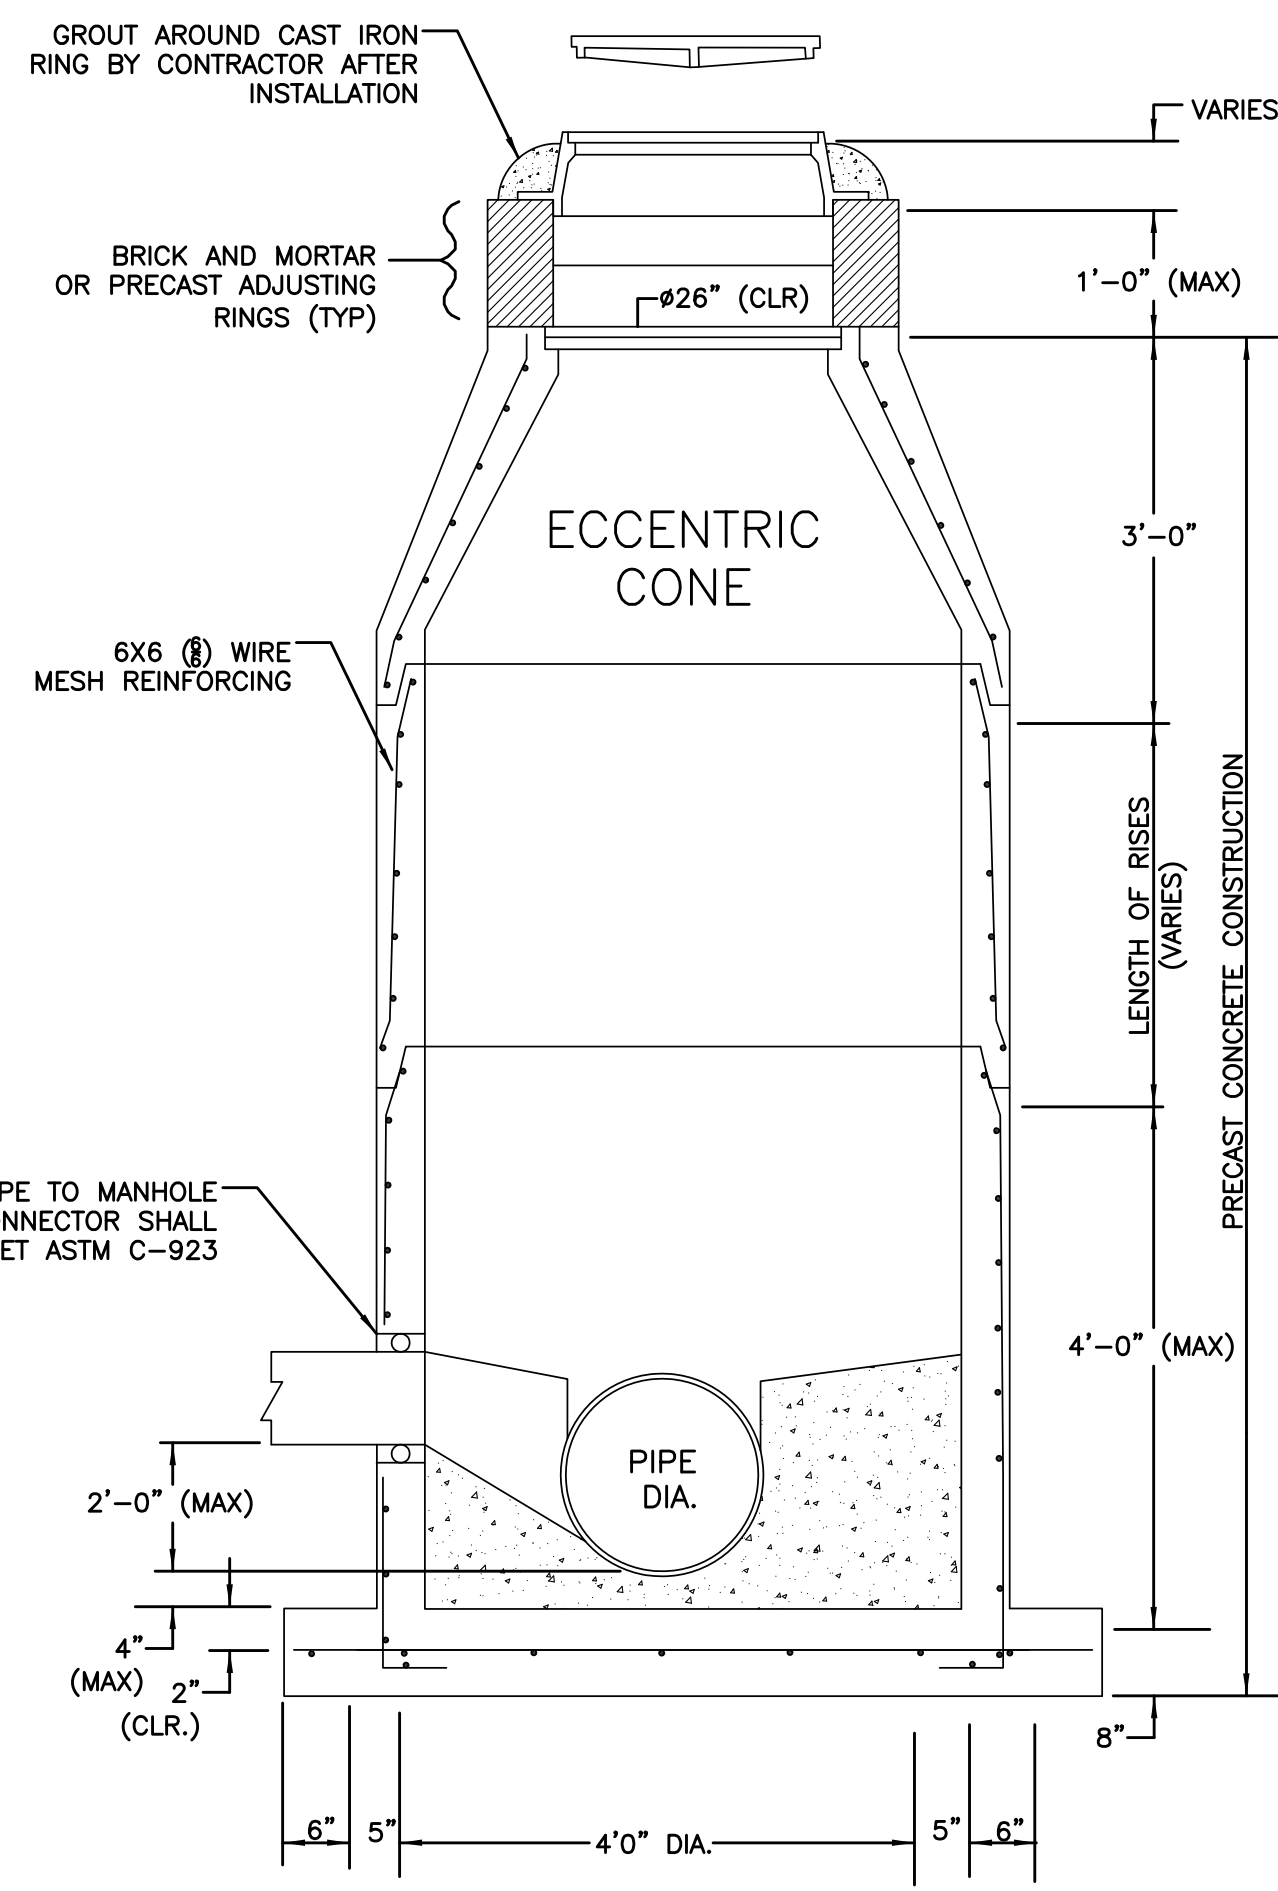 GROUT AROUND CAST IRON
RING BY CONTRACTOR AFTER
INSTALLATION
VARIES
BRICK AND MORTAR
OR PRECAST ADJUSTING
RINGS (TYP)
1'-0" (MAX)
ø26" (CLR)
ECCENTRIC
CONE
3'-0"
6X6 (6/6) WIRE
MESH REINFORCING
LENGTH OF RISES
(VARIES)
PRECAST CONCRETE CONSTRUCTION
PE TO MANHOLE
NNECTOR SHALL
ET ASTM C-923
4'-0" (MAX)
PIPE
DIA.
2'-0" (MAX)
4"
(MAX)
2"
(CLR.)
8"
6"
5"
4'0" DIA.
5"
6"